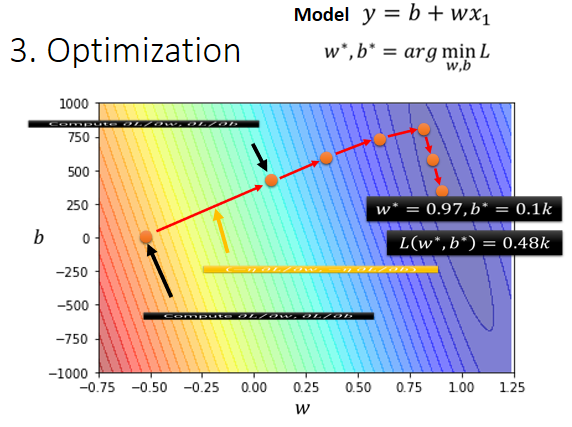 Model y = b + wx₁
3. Optimization
w*, b* = arg min L
w,b
1000
750
500
250
0
−250
−500
−750
−1000
b
Compute ∂L/∂w, ∂L/∂b
w* = 0.97, b* = 0.1k
L(w*, b*) = 0.48k
(−η ∂L/∂w, −η ∂L/∂b)
Compute ∂L/∂w, ∂L/∂b
−0.75 −0.50 −0.25 0.00 0.25 0.50 0.75 1.00 1.25
w